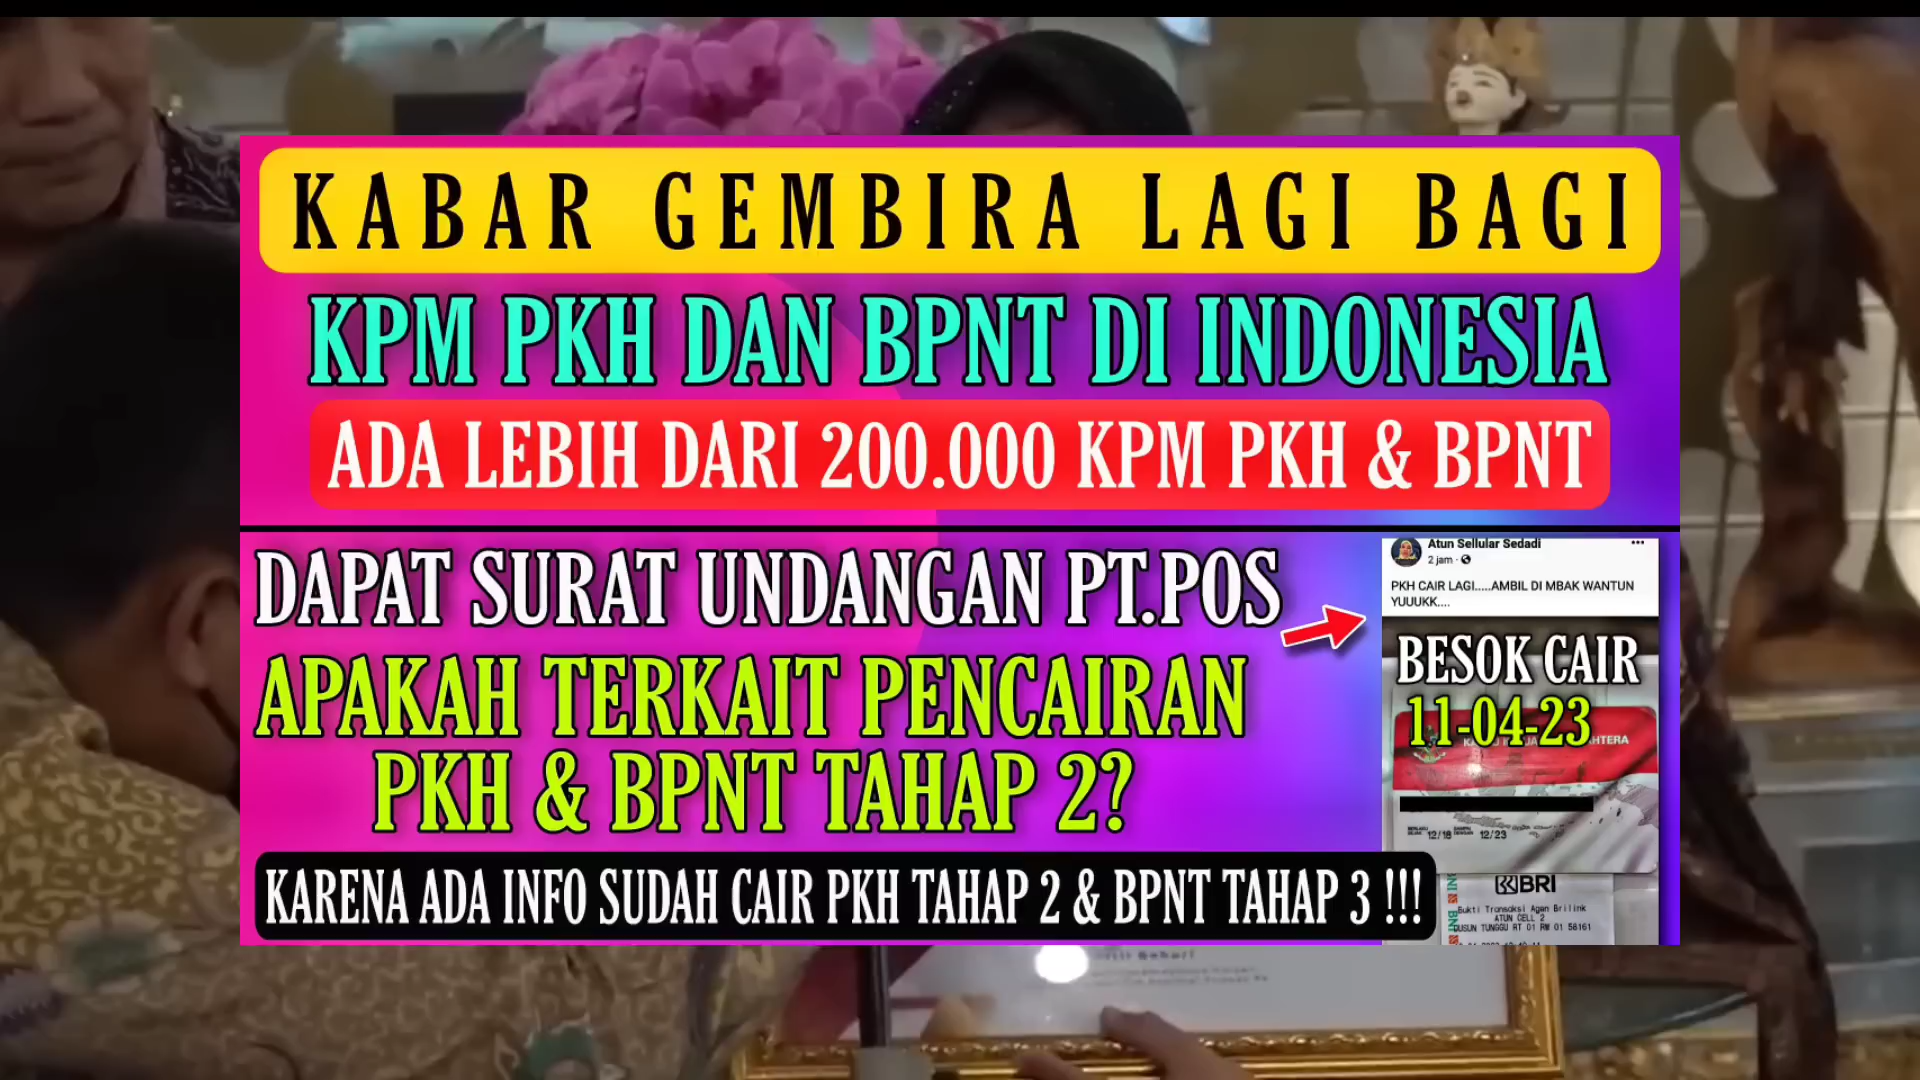 KABAR GEMBIRA LAGI BAGI
KPM PKH DAN BPNT DI INDONESIA
ADA LEBIH DARI 200.000 KPM PKH & BPNT
DAPAT SURAT UNDANGAN PT.POS
APAKAH TERKAIT PENCAIRAN
PKH & BPNT TAHAP 2?
KARENA ADA INFO SUDAH CAIR PKH TAHAP 2 & BPNT TAHAP 3 !!!
Atun Sellular Sedadi
2 jam
PKH CAIR LAGI.....AMBIL DI MBAK WANTUN
YUUUKK....
BESOK CAIR
11-04-23
12/18 12/23
BRI
Bukti Transaksi Agen Brilink
ATUN CELL 2
DUSUN TUNGGU RT 01 RW 01 58161